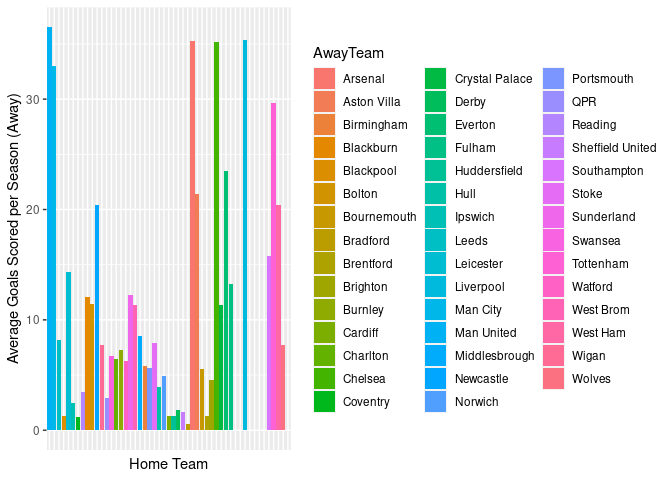 Average Goals Scored per Season (Away)
30
20
10
0
Home Team
AwayTeam
Arsenal
Aston Villa
Birmingham
Blackburn
Blackpool
Bolton
Bournemouth
Bradford
Brentford
Brighton
Burnley
Cardiff
Charlton
Chelsea
Coventry
Crystal Palace
Derby
Everton
Fulham
Huddersfield
Hull
Ipswich
Leeds
Leicester
Liverpool
Man City
Man United
Middlesbrough
Newcastle
Norwich
Portsmouth
QPR
Reading
Sheffield United
Southampton
Stoke
Sunderland
Swansea
Tottenham
Watford
West Brom
West Ham
Wigan
Wolves